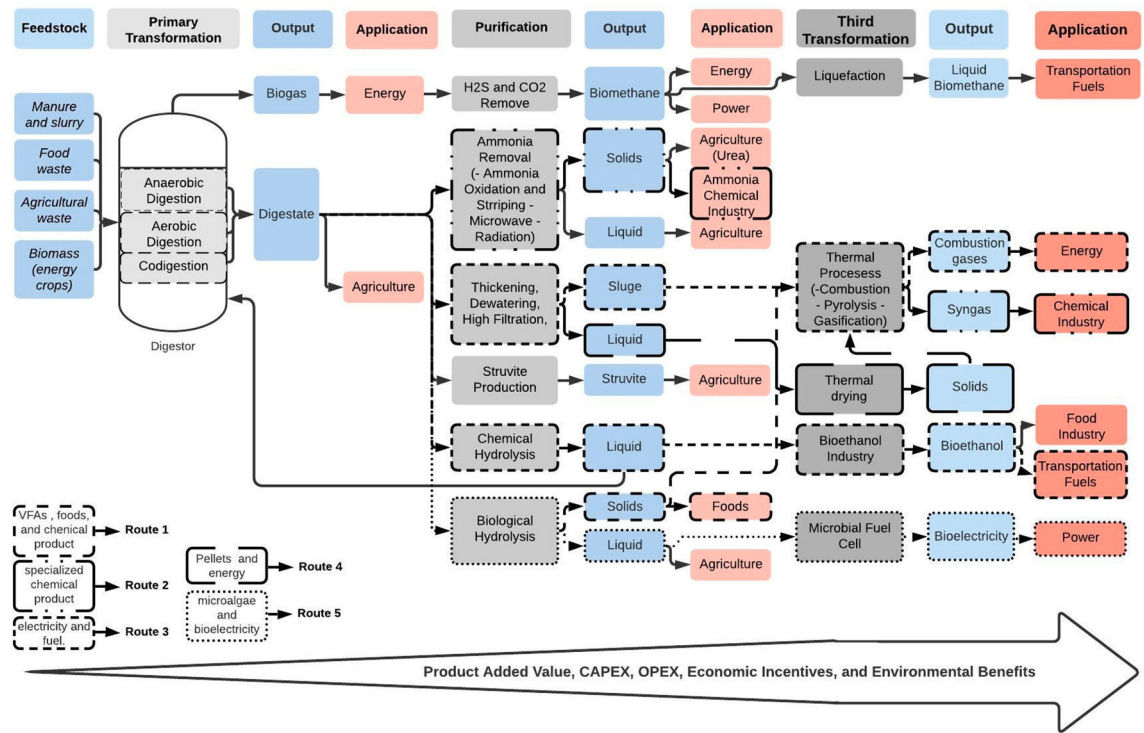 Feedstock
Primary
Transformation
Output
Application
Purification
Output
Application
Third
Transformation
Output
Application
Manure
and slurry
Food
waste
Agricultural
waste
Biomass
(energy
crops)
Anaerobic
Digestion
Aerobic
Digestion
Codigestion
Digestor
Biogas
Energy
H2S and CO2
Remove
Biomethane
Energy
Power
Liquefaction
Liquid
Biomethane
Transportation
Fuels
Digestate
Agriculture
Ammonia
Removal
(- Ammonia
Oxidation and
Striping -
Microwave -
Radiation)
Solids
Agriculture
(Urea)
Ammonia
Chemical
Industry
Liquid
Agriculture
Thickening,
Dewatering,
High Filtration,
Sluge
Liquid
Thermal
Procesess
(-Combustion
- Pyrolysis -
Gasification)
Combustion
gases
Energy
Syngas
Chemical
Industry
Struvite
Production
Struvite
Agriculture
Thermal
drying
Solids
Chemical
Hydrolysis
Liquid
Bioethanol
Industry
Bioethanol
Food
Industry
Transportation
Fuels
Biological
Hydrolysis
Solids
Foods
Liquid
Agriculture
Microbial Fuel
Cell
Bioelectricity
Power
VFAs , foods,
and chenical
product
Route 1
specialized
chemical
product
Route 2
electricity and
fuel.
Route 3
Pellets and
energy
Route 4
microalgae
and
bioelectricity
Route 5
Product Added Value, CAPEX, OPEX, Economic Incentives, and Environmental Benefits